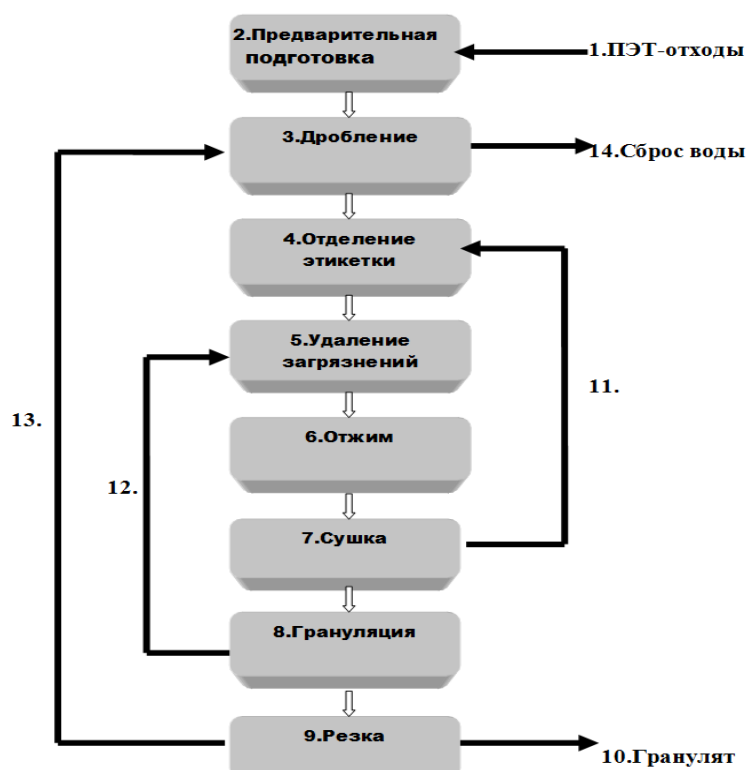 2.Предварительная
подготовка
1.ПЭТ-отходы
3.Дробление
14.Сброс воды
4.Отделение
этикетки
5.Удаление
загрязнений
11.
13.
6.Отжим
12.
7.Сушка
8.Грануляция
9.Резка
10.Гранулят